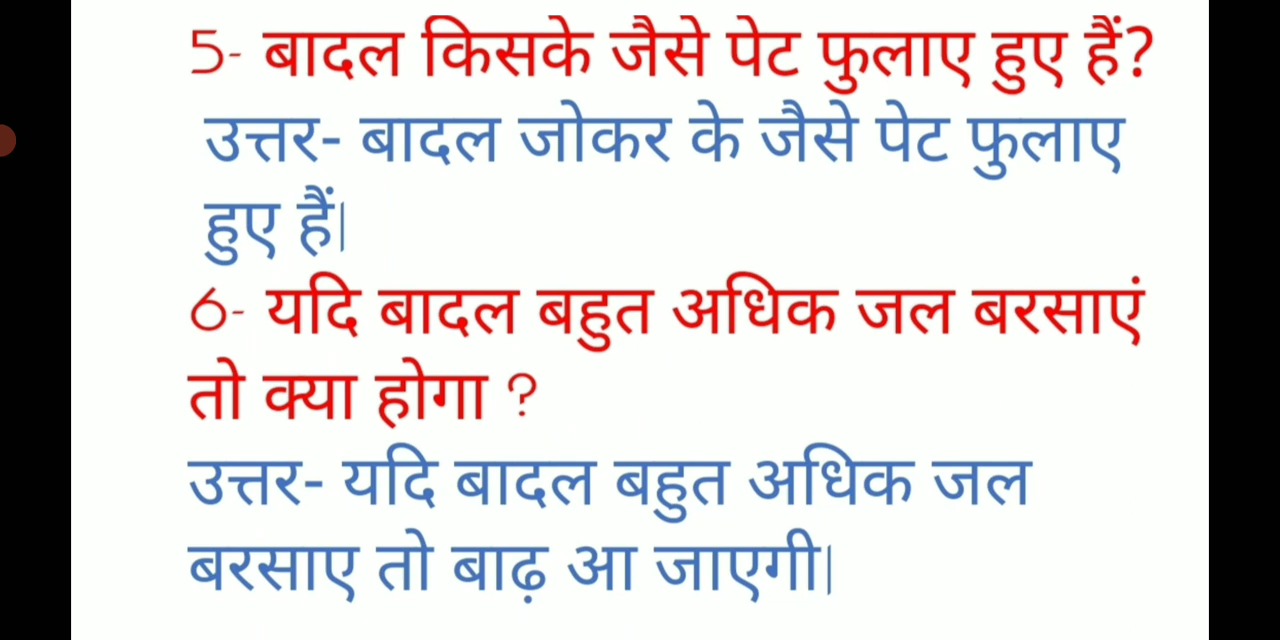 5- बादल किसके जैसे पेट फुलाए हुए हैं?
उत्तर- बादल जोकर के जैसे पेट फुलाए
हुए हैं|
6- यदि बादल बहुत अधिक जल बरसाएं
तो क्या होगा ?
उत्तर- यदि बादल बहुत अधिक जल
बरसाए तो बाढ़ आ जाएगी|